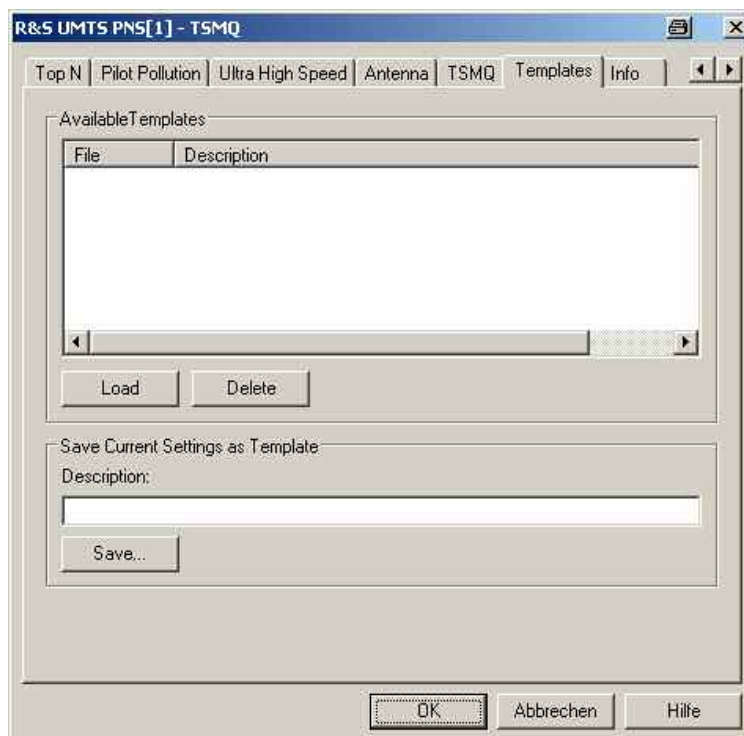 R&S UMTS PNS[1] - TSMQ
Top N Pilot Pollution Ultra High Speed Antenna TSMQ Templates Info
AvailableTemplates
File Description
Load Delete
Save Current Settings as Template
Description:
Save...
OK Abbrechen Hilfe